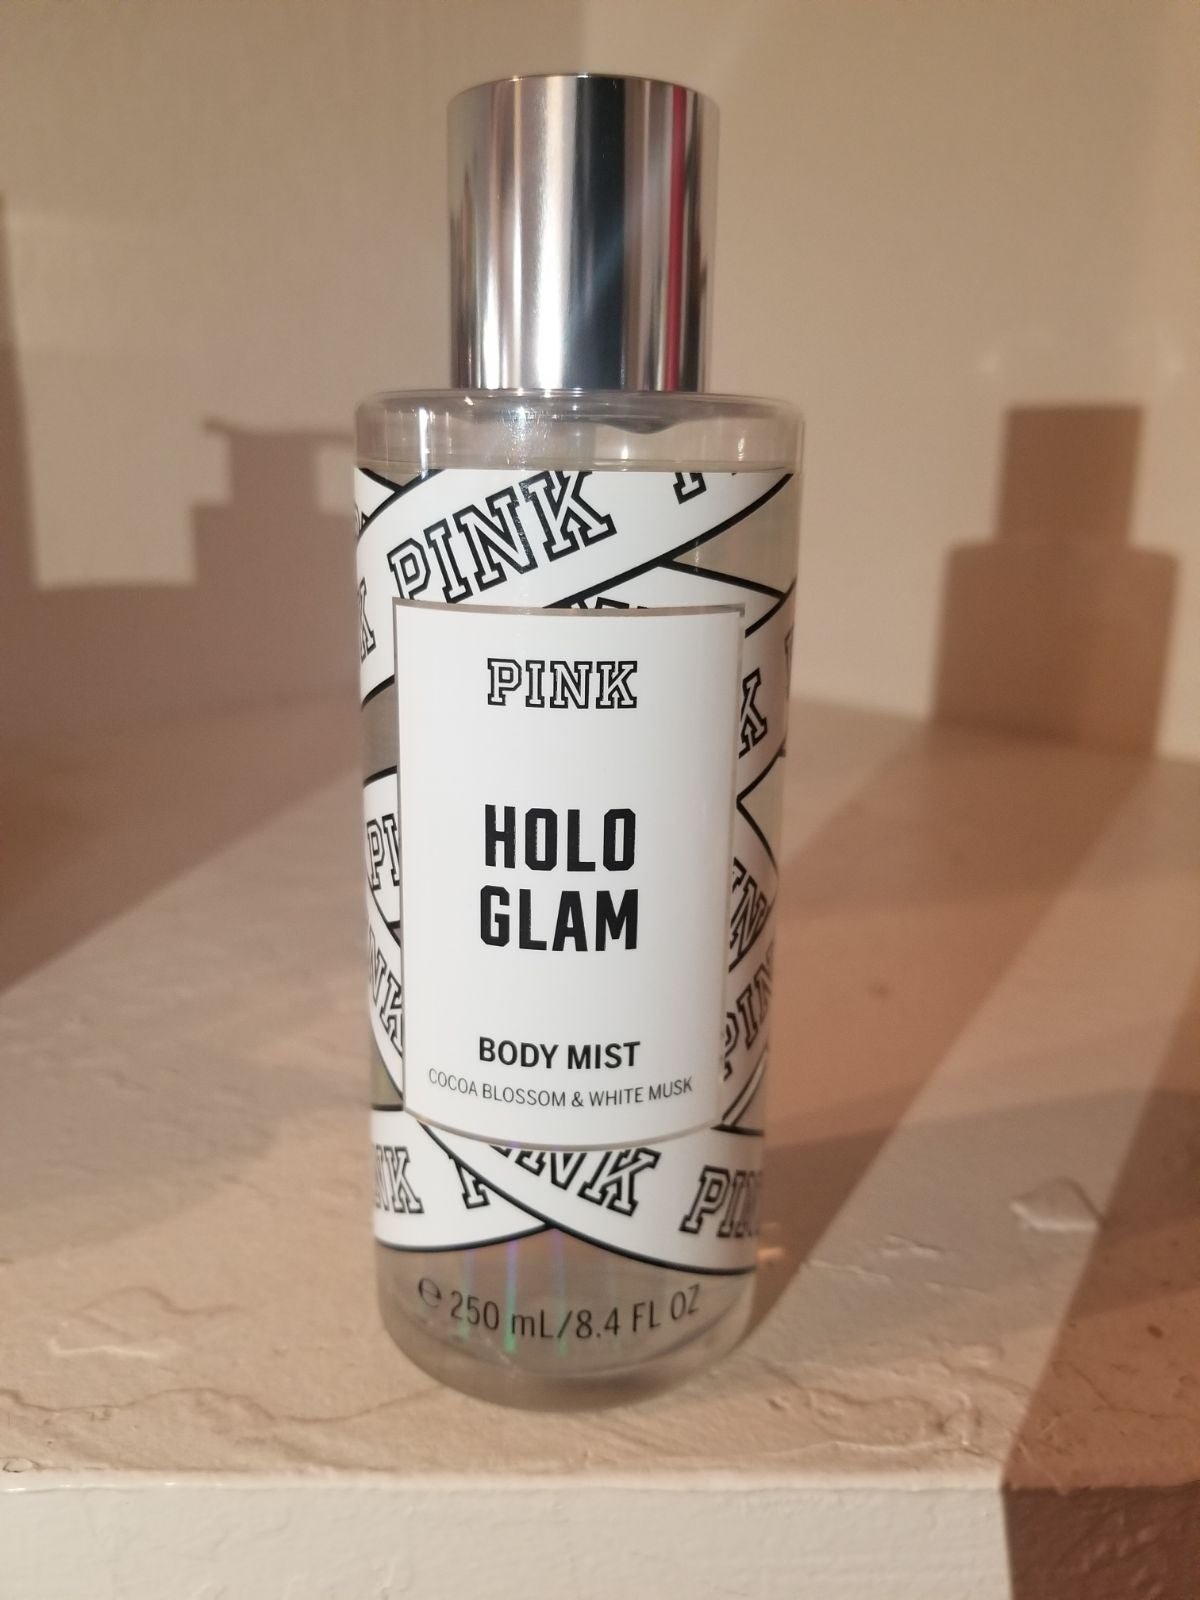 PINK
PINK
HOLO
GLAM
BODY MIST
COCOA BLOSSOM & WHITE MUSK
PINK
℮ 250 mL/8.4 FL OZ